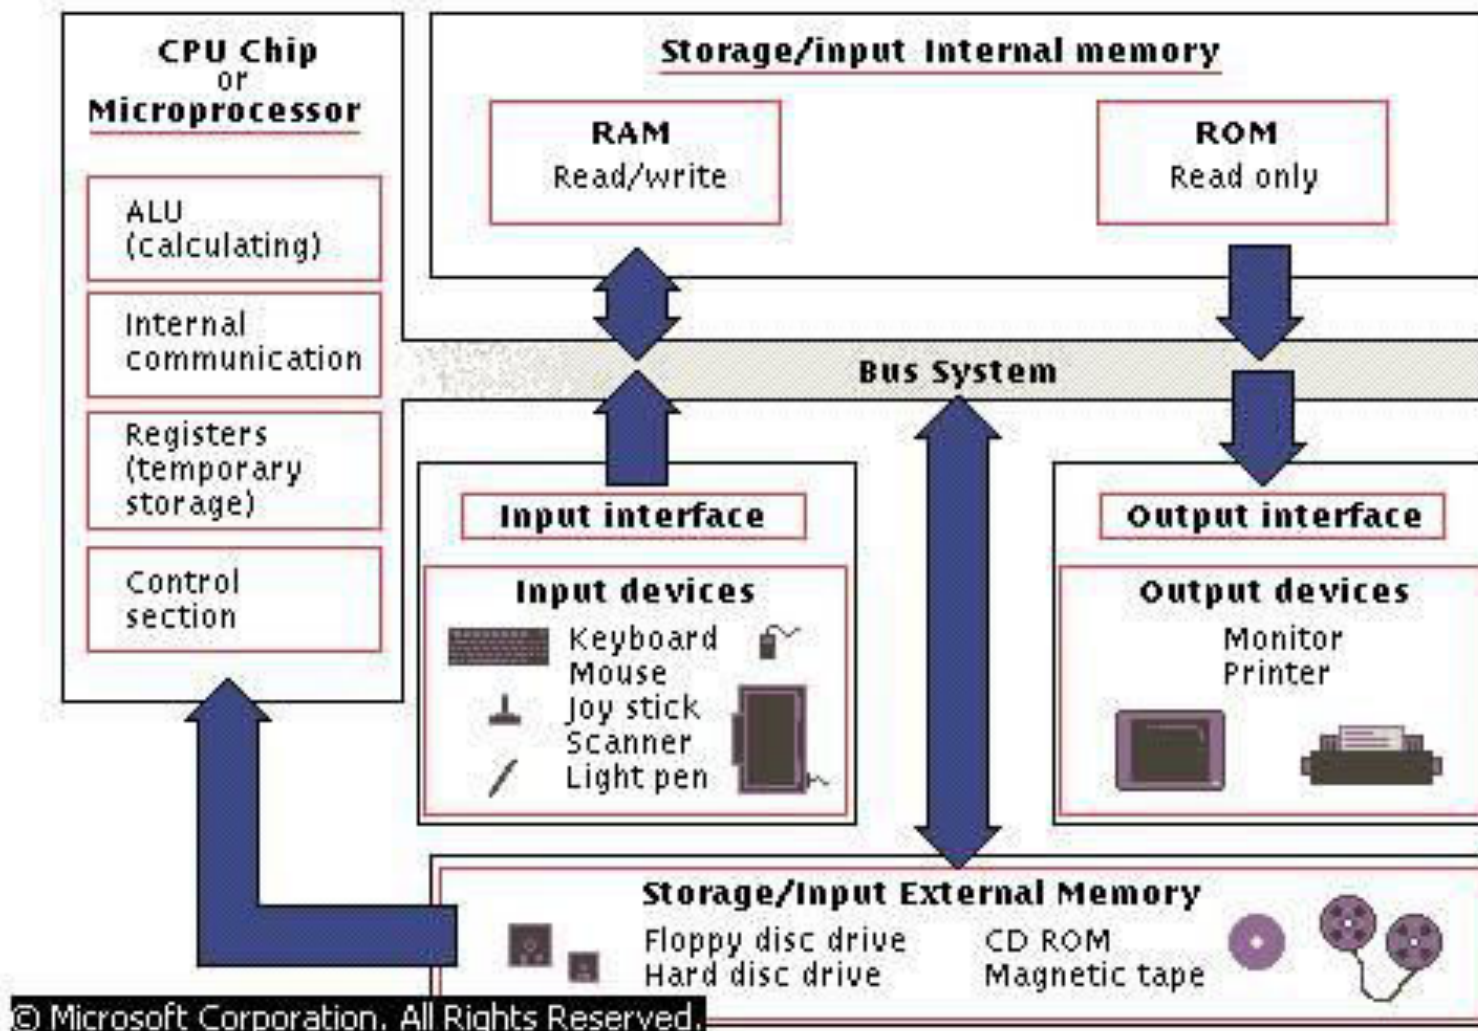 CPU Chip
or
Microprocessor
ALU
(calculating)
Internal
communication
Registers
(temporary
storage)
Control
section
Storage/input Internal memory
RAM
Read/write
ROM
Read only
Bus System
Input interface
Input devices
Keyboard
Mouse
Joy stick
Scanner
Light pen
Output interface
Output devices
Monitor
Printer
Storage/Input External Memory
Floppy disc drive
Hard disc drive
CD ROM
Magnetic tape
© Microsoft Corporation. All Rights Reserved.